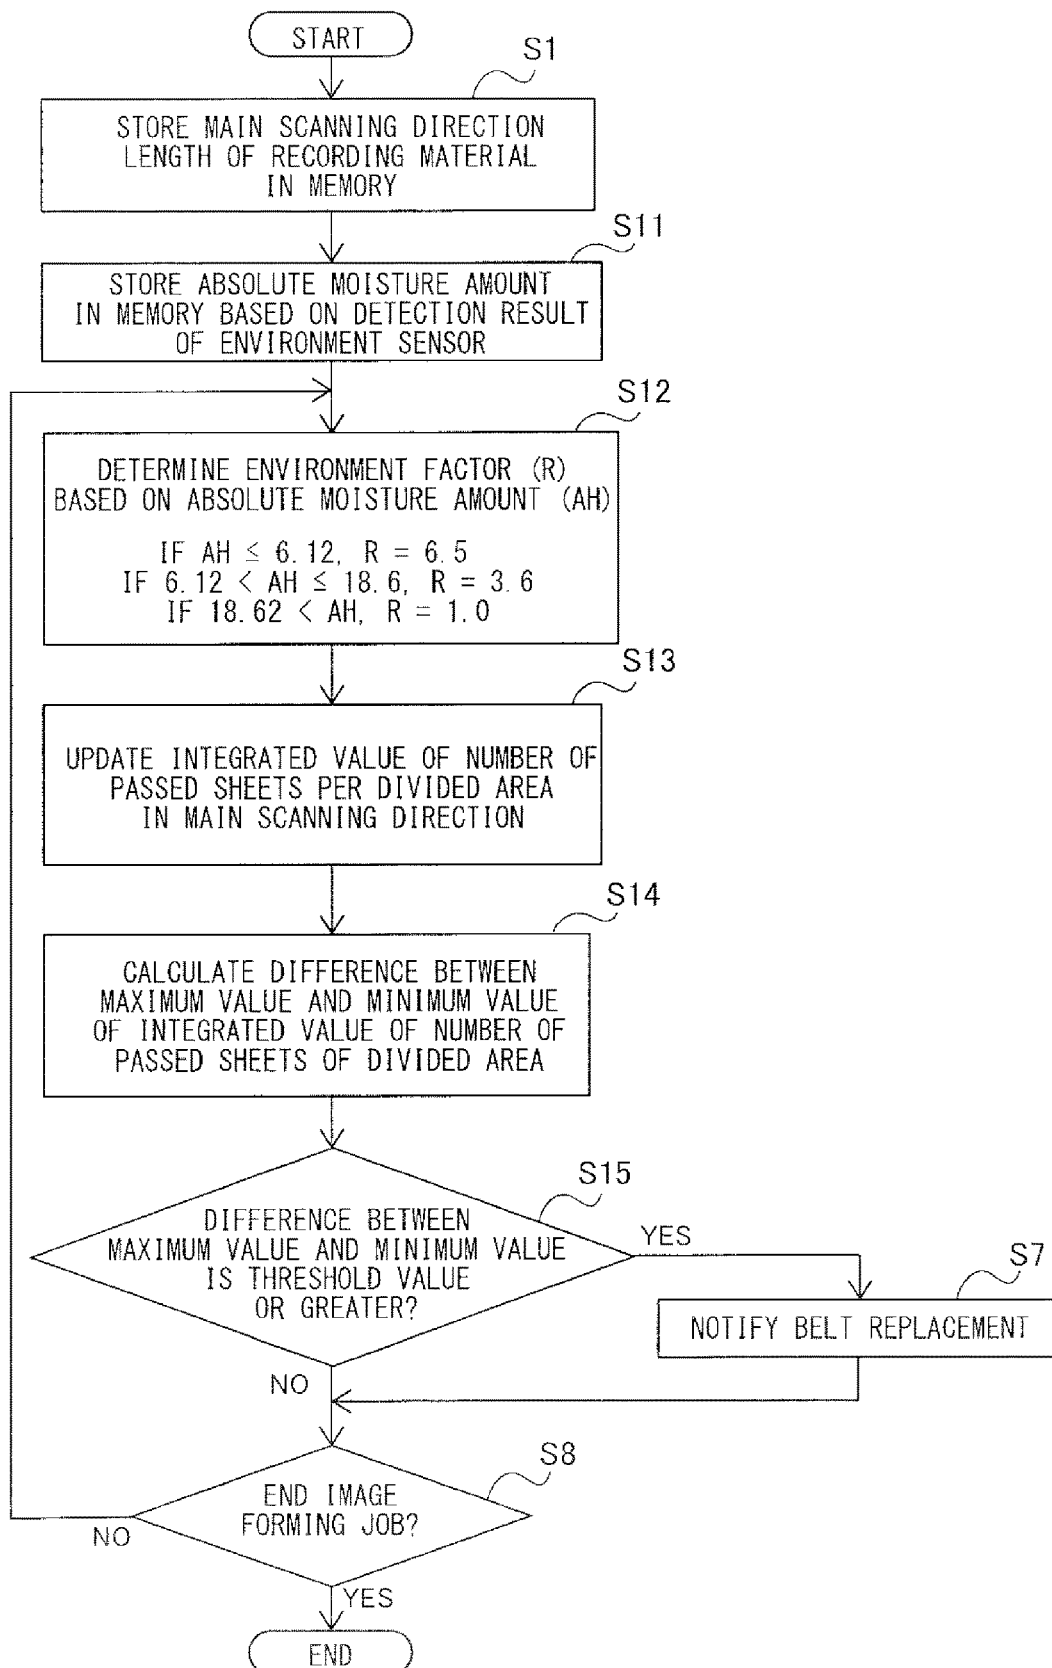 START
S1
STORE MAIN SCANNING DIRECTION
LENGTH OF RECORDING MATERIAL
IN MEMORY
S11
STORE ABSOLUTE MOISTURE AMOUNT
IN MEMORY BASED ON DETECTION RESULT
OF ENVIRONMENT SENSOR
S12
DETERMINE ENVIRONMENT FACTOR (R)
BASED ON ABSOLUTE MOISTURE AMOUNT (AH)
IF AH ≤ 6.12, R = 6.5
IF 6.12 < AH ≤ 18.6, R = 3.6
IF 18.62 < AH, R = 1.0
S13
UPDATE INTEGRATED VALUE OF NUMBER OF
PASSED SHEETS PER DIVIDED AREA
IN MAIN SCANNING DIRECTION
S14
CALCULATE DIFFERENCE BETWEEN
MAXIMUM VALUE AND MINIMUM VALUE
OF INTEGRATED VALUE OF NUMBER OF
PASSED SHEETS OF DIVIDED AREA
S15
DIFFERENCE BETWEEN
MAXIMUM VALUE AND MINIMUM VALUE
IS THRESHOLD VALUE
OR GREATER?
YES
S7
NOTIFY BELT REPLACEMENT
NO
S8
END IMAGE
FORMING JOB?
NO
YES
END